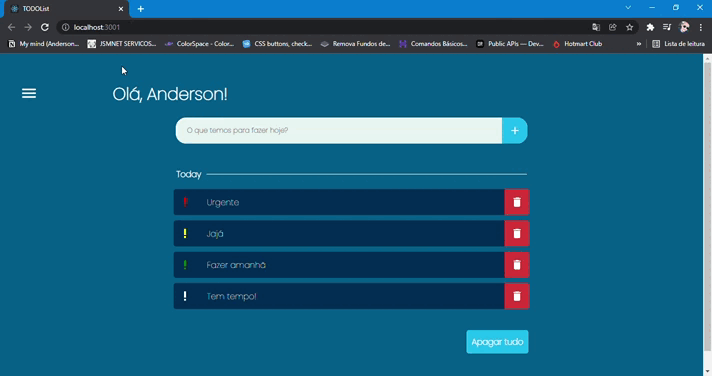 TODOList
localhost:3001
My mind (Anderson...
JSMNET SERVICOS...
ColorSpace - Color...
CSS buttons, check...
Remova Fundos de...
Comandos Básicos...
Public APIs — Dev...
Hotmart Club
»
Lista de leitura
Olá, Anderson!
O que temos para fazer hoje?
+
Today
Urgente
! Jajá
! Fazer amanhã
! Tem tempo!
Apagar tudo